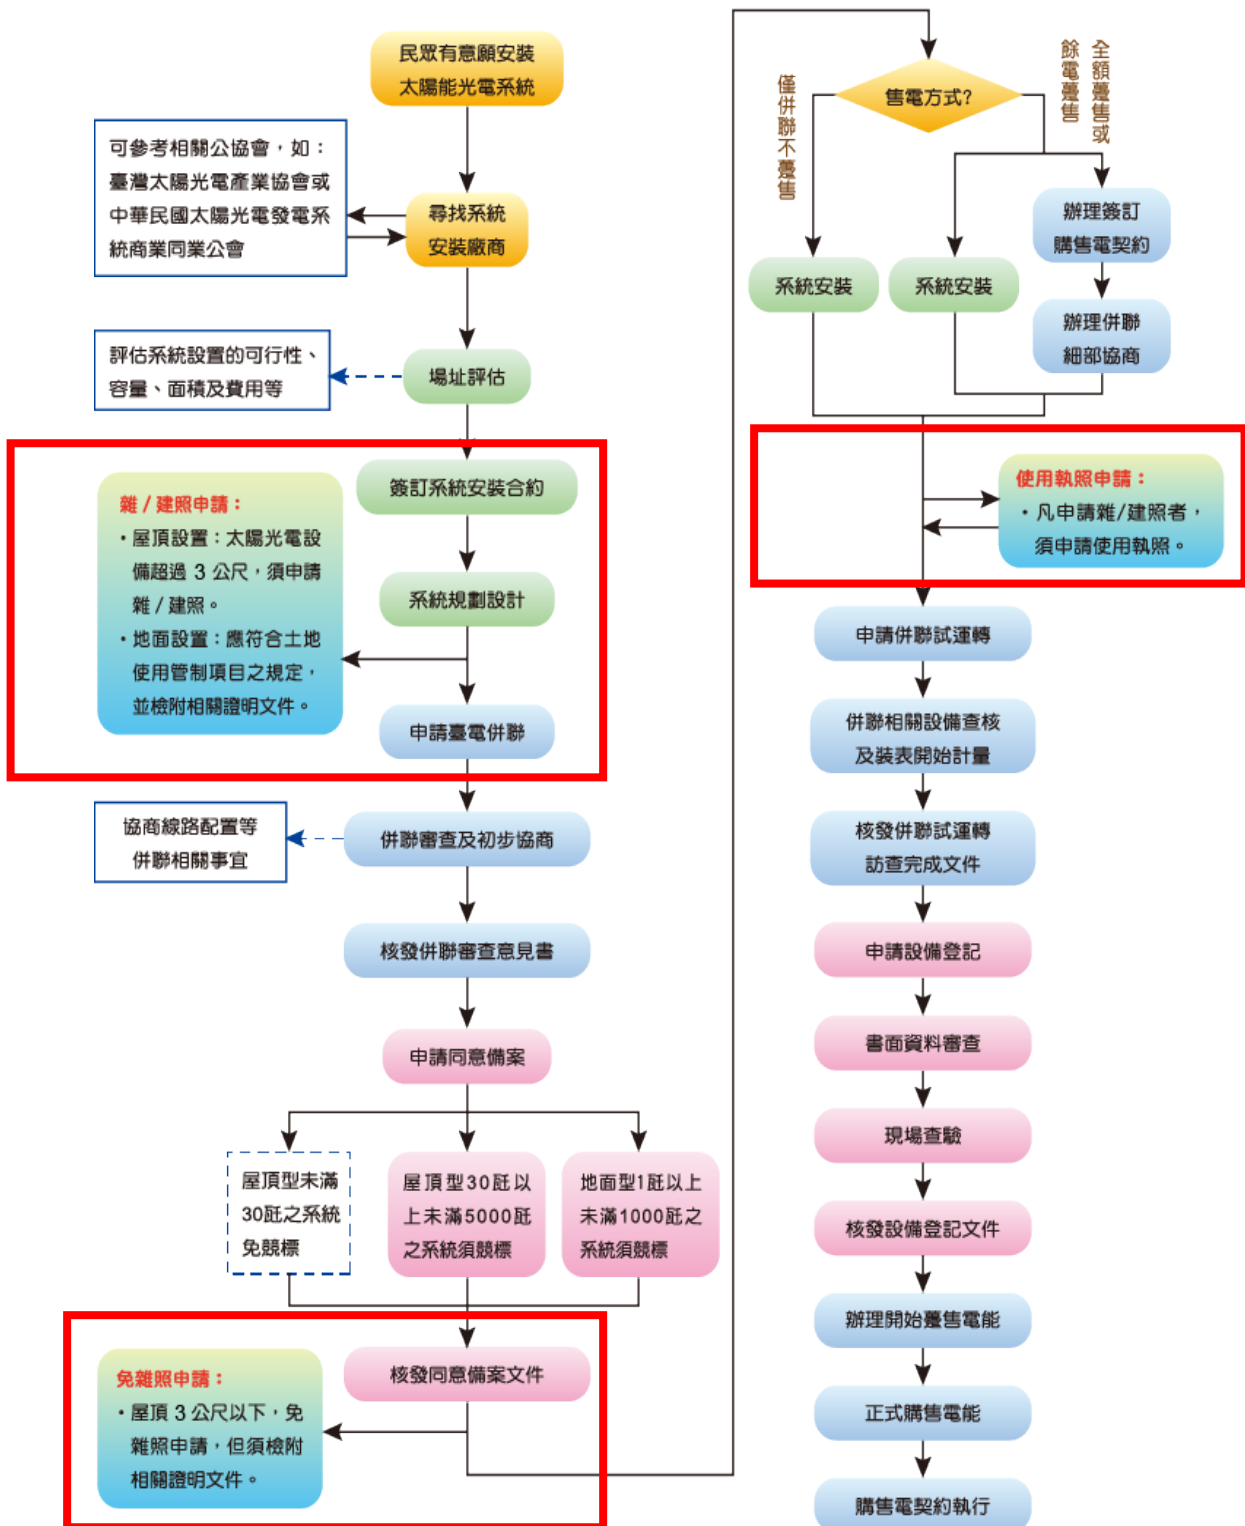 民眾有意願安裝
太陽能光電系統
可參考相關公協會，如：
臺灣太陽光電產業協會或
中華民國太陽光電發電系
統商業同業公會
尋找系統
安裝廠商
評估系統設置的可行性、
容量、面積及費用等
場址評估
簽訂系統安裝合約
雜 / 建照申請：
・屋頂設置：太陽光電設
備超過 3 公尺，須申請
雜 / 建照。
・地面設置：應符合土地
使用管制項目之規定，
並檢附相關證明文件。
系統規劃設計
申請臺電併聯
協商線路配置等
併聯相關事宜
併聯審查及初步協商
核發併聯審查意見書
申請同意備案
屋頂型未滿
30瓩之系統
免競標
屋頂型30瓩以
上未滿5000瓩
之系統須競標
地面型1瓩以上
未滿1000瓩之
系統須競標
核發同意備案文件
免雜照申請：
・屋頂 3 公尺以下，免
雜照申請，但須檢附
相關證明文件。
售電方式?
僅併聯不躉售
全額躉售或
餘電躉售
系統安裝
系統安裝
辦理簽訂
購售電契約
辦理併聯
細部協商
使用執照申請：
・凡申請雜/建照者，
須申請使用執照。
申請併聯試運轉
併聯相關設備查核
及裝表開始計量
核發併聯試運轉
訪查完成文件
申請設備登記
書面資料審查
現場查驗
核發設備登記文件
辦理開始躉售電能
正式購售電能
購售電契約執行